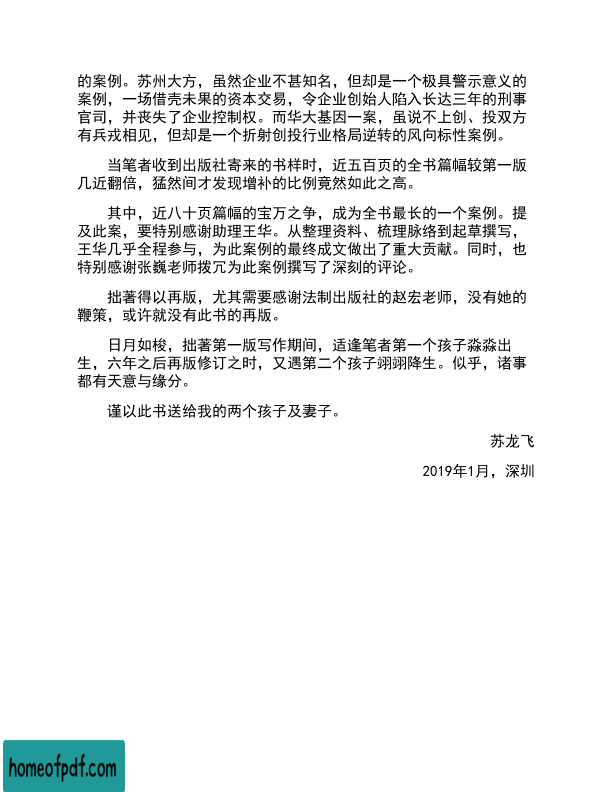 的案例。苏州大方，虽然企业不甚知名，但却是一个极具警示意义的
案例，一场借壳未果的资本交易，令企业创始人陷入长达三年的刑事
官司，并丧失了企业控制权。而华大基因一案，虽说不上创、投双方
有兵戎相见，但却是一个折射创投行业格局逆转的风向标性案例。
当笔者收到出版社寄来的书样时，近五百页的全书篇幅较第一版
几近翻倍，猛然间才发现增补的比例竟然如此之高。
其中，近八十页篇幅的宝万之争，成为全书最长的一个案例。提
及此案，要特别感谢助理王华。从整理资料、梳理脉络到起草撰写，
王华几乎全程参与，为此案例的最终成文做出了重大贡献。同时，也
特别感谢张巍老师拨冗为此案例撰写了深刻的评论。
拙著得以再版，尤其需要感谢法制出版社的赵宏老师，没有她的
鞭策，或许就没有此书的再版。
日月如梭，拙著第一版写作期间，适逢笔者第一个孩子淼淼出
生，六年之后再版修订之时，又遇第二个孩子翊翊降生。似乎，诸事
都有天意与缘分。
谨以此书送给我的两个孩子及妻子。
苏龙飞
2019年1月，深圳
homeofpdf.com